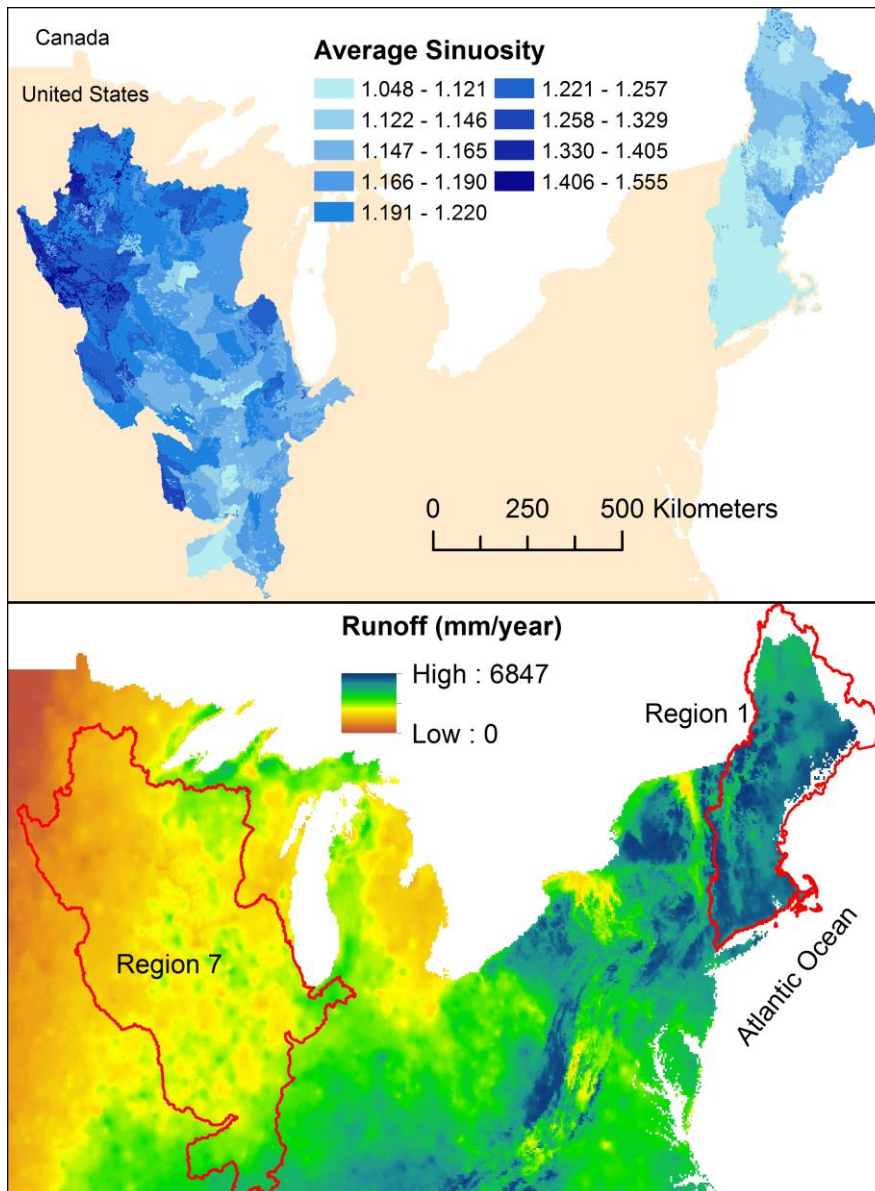 Canada
United States
Average Sinuosity
1.048 - 1.121
1.122 - 1.146
1.147 - 1.165
1.166 - 1.190
1.191 - 1.220
1.221 - 1.257
1.258 - 1.329
1.330 - 1.405
1.406 - 1.555
0 250 500 Kilometers
Runoff (mm/year)
High : 6847
Low : 0
Region 1
Region 7
Atlantic Ocean